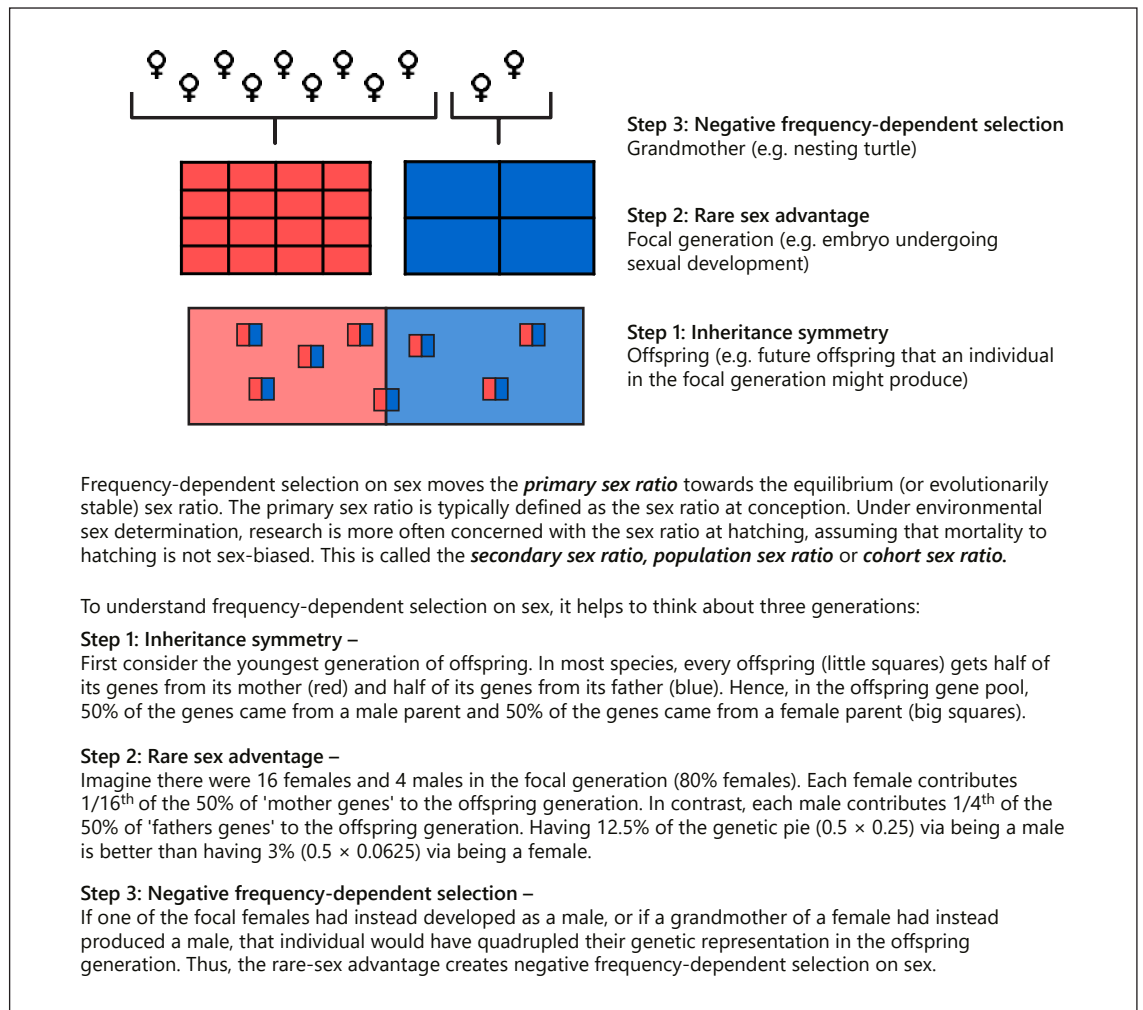 Step 3: Negative frequency-dependent selection
Grandmother (e.g. nesting turtle)
Step 2: Rare sex advantage
Focal generation (e.g. embryo undergoing
sexual development)
Step 1: Inheritance symmetry
Offspring (e.g. future offspring that an individual
in the focal generation might produce)
Frequency-dependent selection on sex moves the primary sex ratio towards the equilibrium (or evolutionarily
stable) sex ratio. The primary sex ratio is typically defined as the sex ratio at conception. Under environmental
sex determination, research is more often concerned with the sex ratio at hatching, assuming that mortality to
hatching is not sex-biased. This is called the secondary sex ratio, population sex ratio or cohort sex ratio.
To understand frequency-dependent selection on sex, it helps to think about three generations:
Step 1: Inheritance symmetry –
First consider the youngest generation of offspring. In most species, every offspring (little squares) gets half of
its genes from its mother (red) and half of its genes from its father (blue). Hence, in the offspring gene pool,
50% of the genes came from a male parent and 50% of the genes came from a female parent (big squares).
Step 2: Rare sex adventage –
Imagine there were 16 females and 4 males in the focal generation (80% females). Each female contributes
1/16th of the 50% of 'mother genes' to the offspring generation. In contrast, each male contributes 1/4th of the
50% of 'fathers genes' to the offspring generation. Having 12.5% of the genetic pie (0.5 × 0.25) via being a male
is better than having 3% (0.5 × 0.0625) via being a female.
Step 3: Negative frequency-dependent selection –
If one of the focal females had instead developed as a male, or if a grandmother of a female had instead
produced a male, that individual would have quadrupled their genetic representation in the offspring
generation. Thus, the rare-sex advantage creates negative frequency-dependent selection on sex.